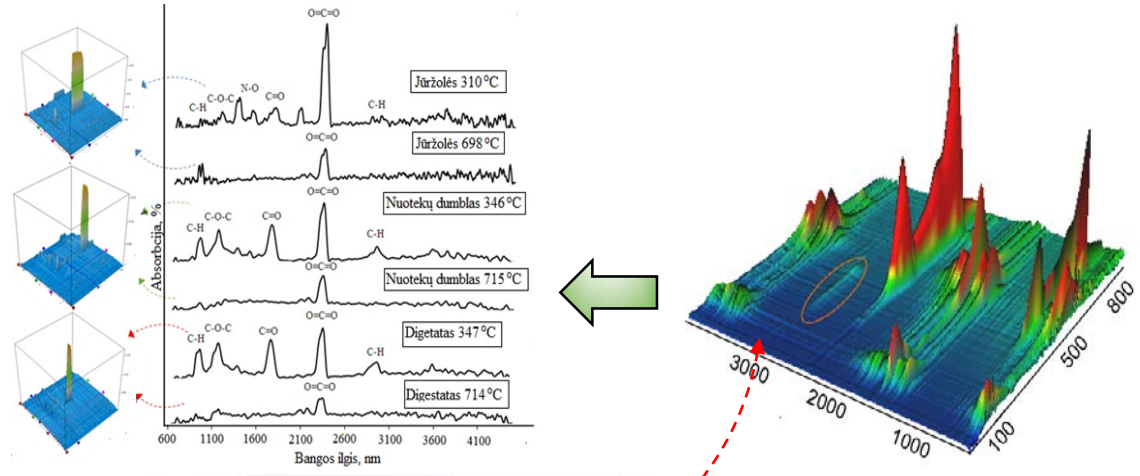 O=C=O
Jūržolės 310 °C
C-H
C-O-C
N-O
C=O
C-H
O=C=O
Jūržolės 698 °C
O=C=O
Nuotekų dumblas 346 °C
C-H
C-O-C
C=O
C-H
O=C=O
Nuotekų dumblas 715 °C
O=C=O
Digetatas 347 °C
C-H
C-O-C
C=O
C-H
O=C=O
Digestatas 714 °C
Absorbcija, %
600 1100 1600 2100 2600 3100 3600 4100
Bangos ilgis, nm
3000
2000
1000
100
500
800